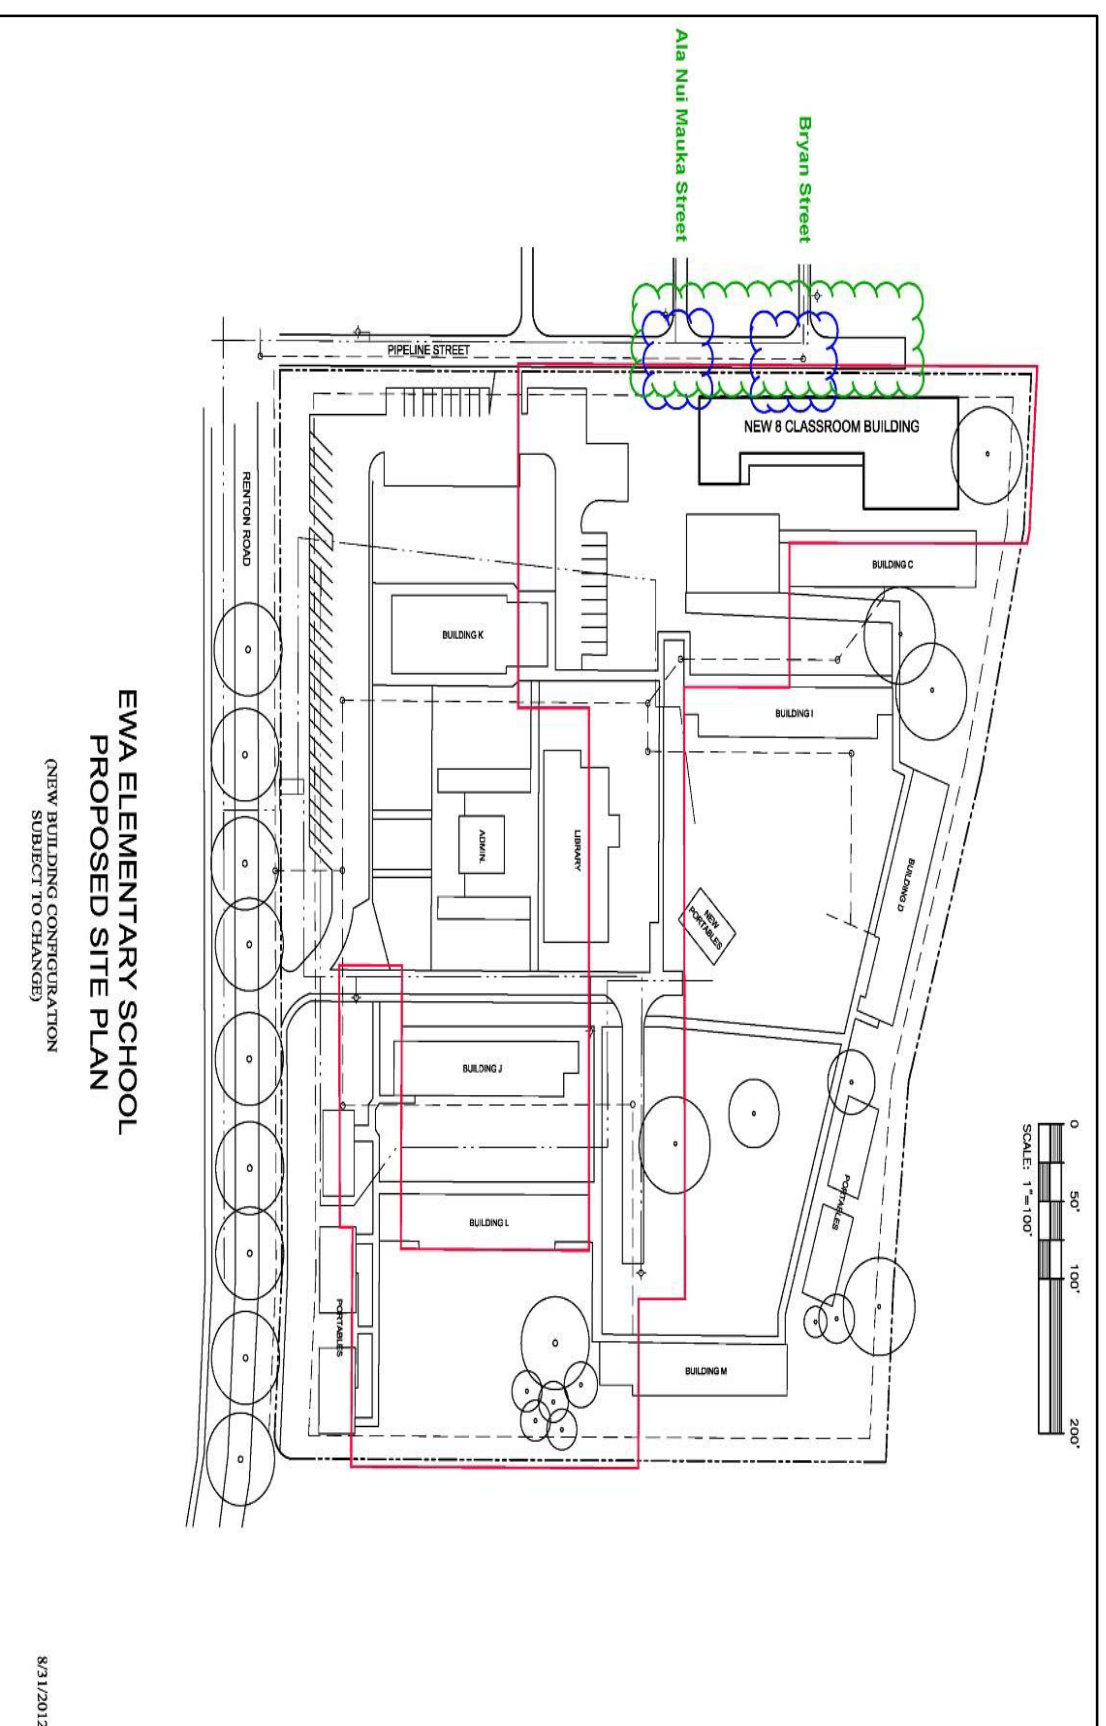 Ala Nui Mauka Street
Bryan Street
PIPELINE STREET
NEW 8 CLASSROOM BUILDING
RENTON ROAD
BUILDING C
BUILDING K
BUILDING I
ADMIN.
LIBRARY
NEW
PORTABLES
BUILDING D
BUILDING J
BUILDING L
PORTABLES
PORTABLES
BUILDING M
0
50'
100'
200'
SCALE: 1"=100'
EWA ELEMENTARY SCHOOL
PROPOSED SITE PLAN
(NEW BUILDING CONFIGURATION
SUBJECT TO CHANGE)
8/31/2012